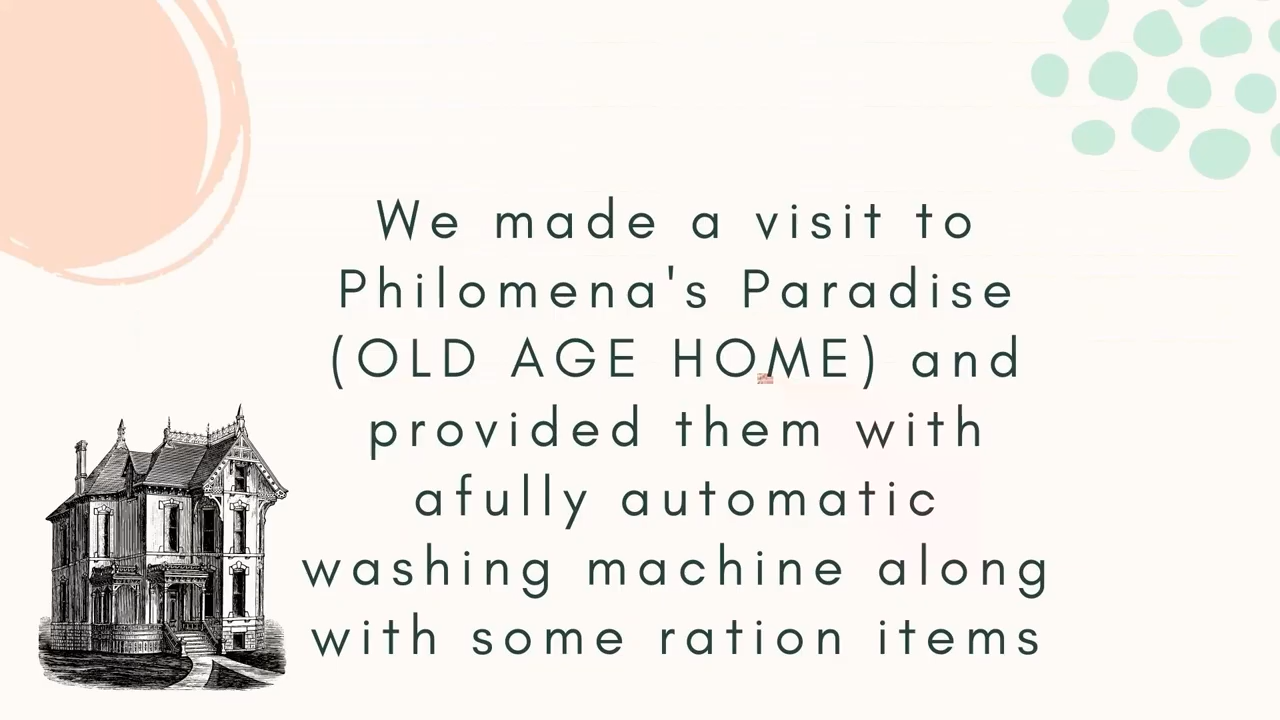 We made a visit to
Philomena's Paradise
(OLD AGE HOME) and
provided them with
afully automatic
washing machine along
with some ration items